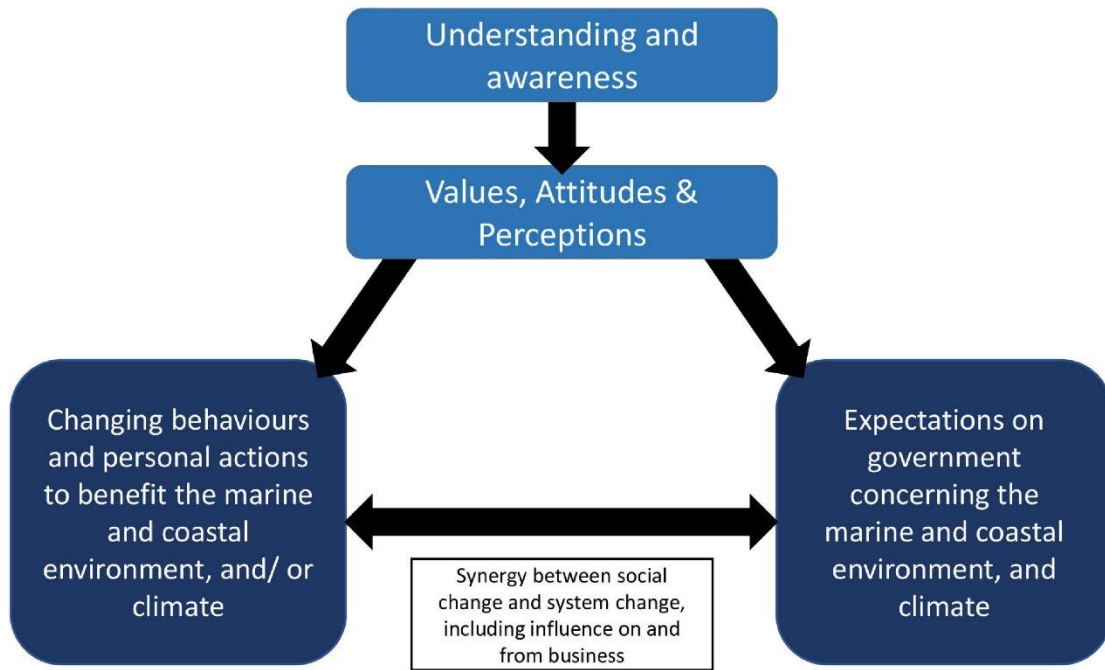 Understanding and
awareness
Values, Attitudes &
Perceptions
Changing behaviours
and personal actions
to benefit the marine
and coastal
environment, and/ or
climate
Expectations on
government
concerning the
marine and coastal
environment, and
climate
Synergy between social
change and system change,
including influence on and
from business